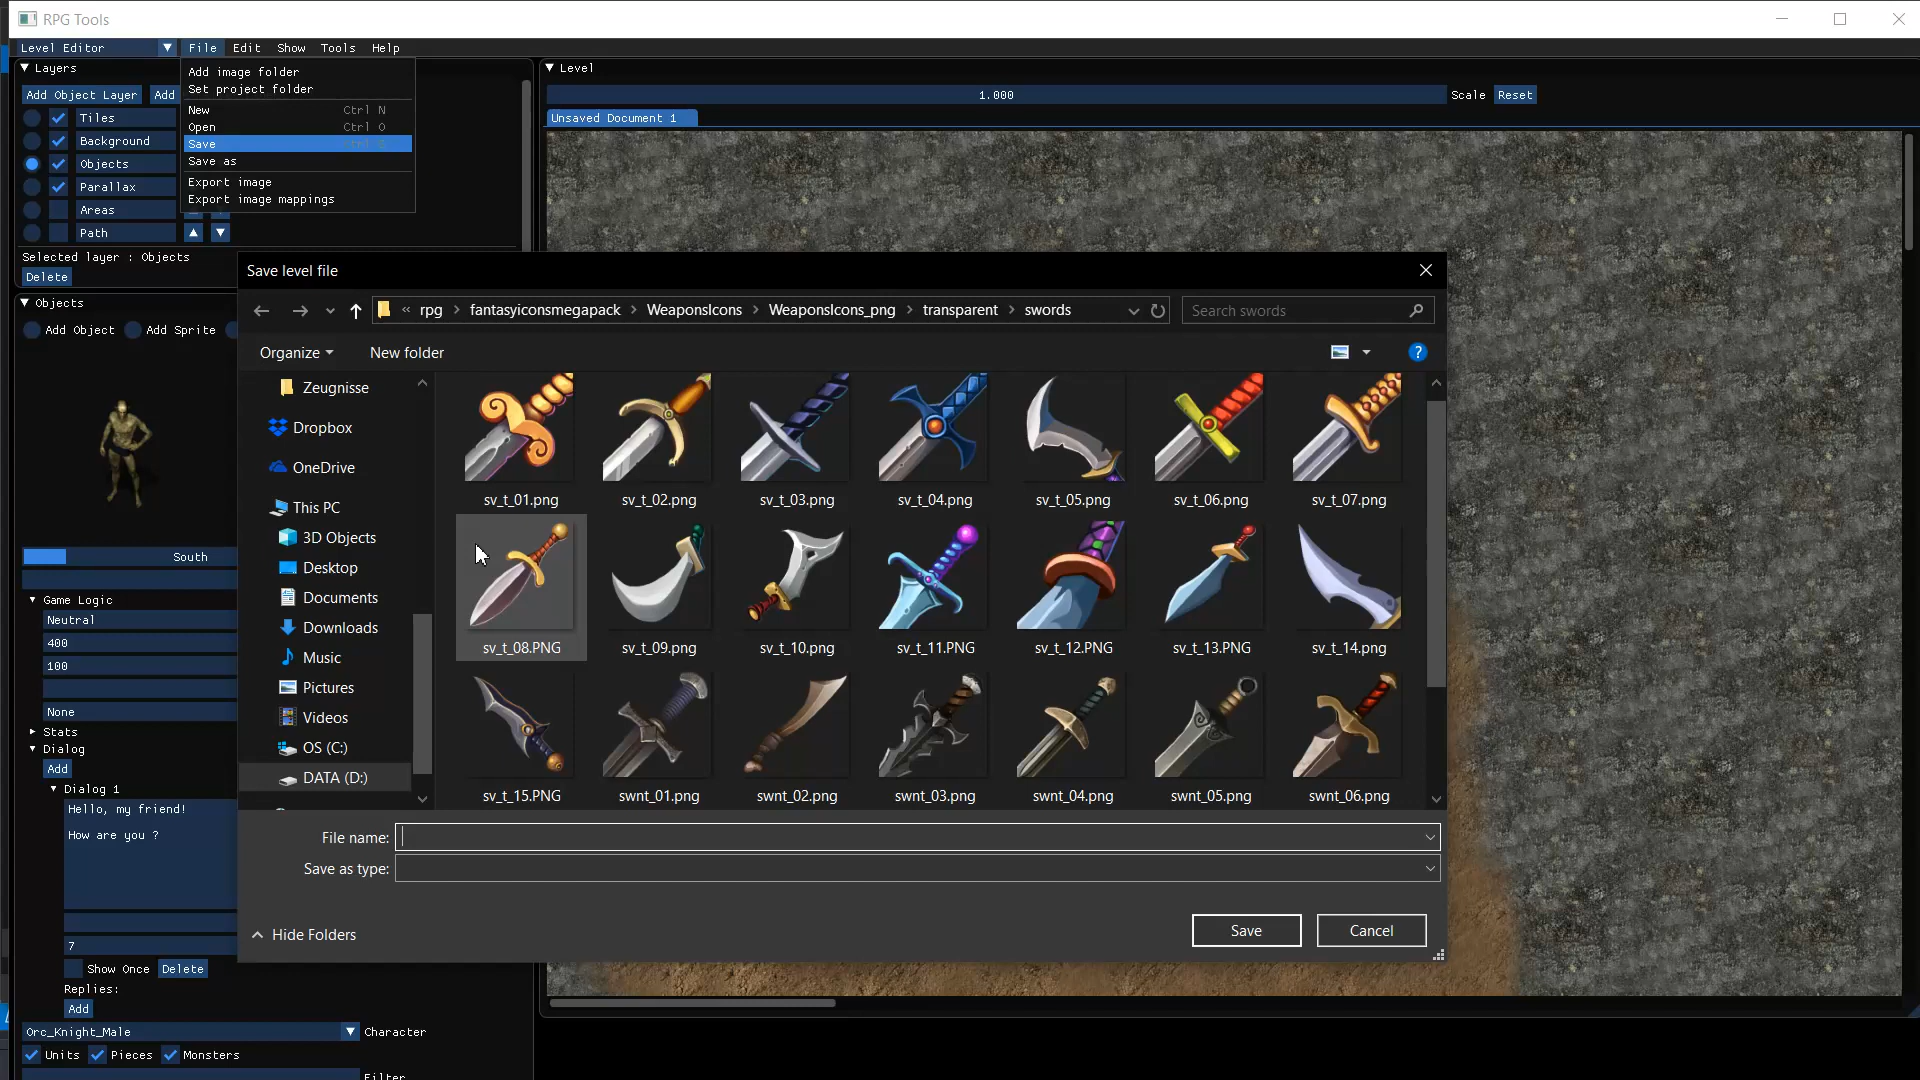 RPG Tools
Level Editor File Edit Show Tools Help
Layers
Add Object Layer Add
Tiles
Background
Objects
Parallax
Areas
Path
Selected layer : Objects
Delete
Add image folder
Set project folder
New Ctrl N
Open Ctrl O
Save Ctrl S
Save as
Export image
Export image mappings
Level
1.000 Scale Reset
Unsaved Document 1
Objects
Add Object Add Sprite
South
Game Logic
Neutral
400
100
None
Stats
Dialog
Add
Dialog 1
Hello, my friend!
How are you ?
7
Show Once Delete
Replies:
Add
Orc_Knight_Male Character
Units Pieces Monsters
Filter
Save level file
« rpg > fantasyiconsmegapack > WeaponsIcons > WeaponsIcons_png > transparent > swords
Search swords
Organize New folder
?
Zeugnisse
Dropbox
OneDrive
This PC
3D Objects
Desktop
Documents
Downloads
Music
Pictures
Videos
OS (C:)
DATA (D:)
sv_t_01.png sv_t_02.png sv_t_03.png sv_t_04.png sv_t_05.png sv_t_06.png sv_t_07.png
sv_t_08.PNG sv_t_09.png sv_t_10.png sv_t_11.PNG sv_t_12.PNG sv_t_13.PNG sv_t_14.png
sv_t_15.PNG swnt_01.png swnt_02.png swnt_03.png swnt_04.png swnt_05.png swnt_06.png
File name:
Save as type:
Hide Folders
Save Cancel